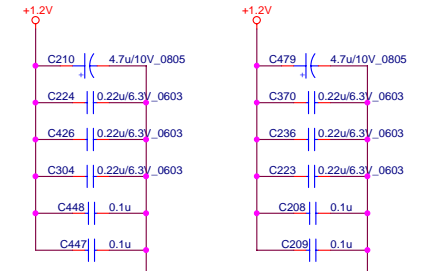 +1.2V +1.2V
C210 4.7u/10V_0805 C479 4.7u/10V_0805
+ +
C224 0.22u/6.3V_0603 C370 0.22u/6.3V_0603
C426 0.22u/6.3V_0603 C236 0.22u/6.3V_0603
C304 0.22u/6.3V_0603 C223 0.22u/6.3V_0603
C448 0.1u C208 0.1u
C447 0.1u C209 0.1u